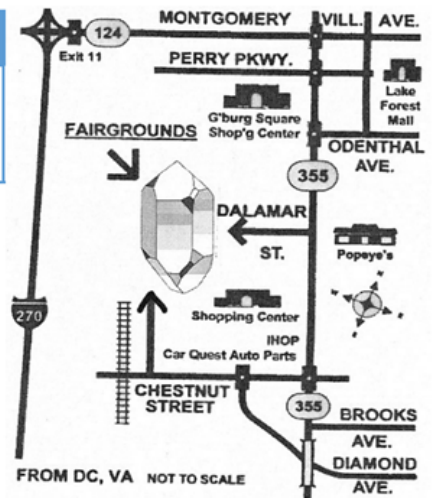 MONTGOMERY VILL. AVE.
124
Exit 11
PERRY PKWY.
G'burg Square
Shop'g Center
Lake
Forest
Mall
FAIRGROUNDS
ODENTHAL
AVE.
355
DALAMAR
ST.
Popeye's
270
Shopping Center
IHOP
Car Quest Auto Parts
CHESTNUT
STREET
355
BROOKS
AVE.
DIAMOND
AVE.
FROM DC, VA NOT TO SCALE